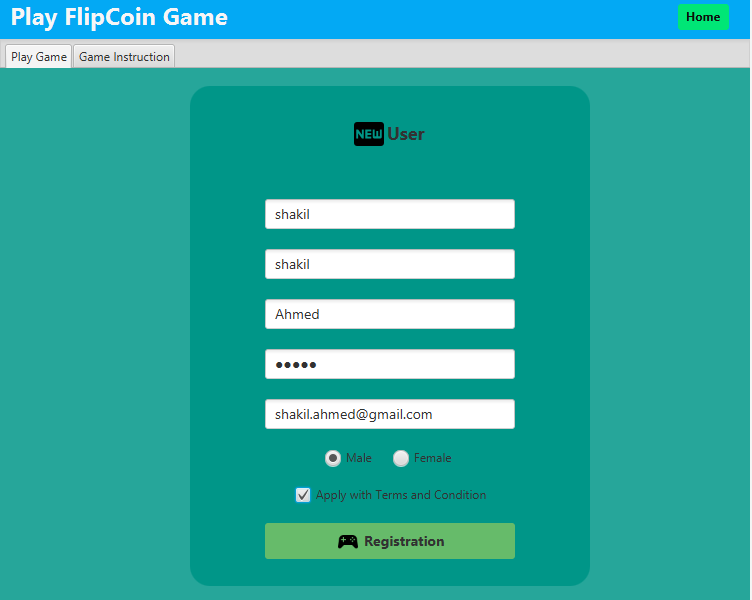 Play FlipCoin Game
Home
Play Game
Game Instruction
NEW User
shakil
shakil
Ahmed
●●●●●
shakil.ahmed@gmail.com
Male
Female
Apply with Terms and Condition
Registration